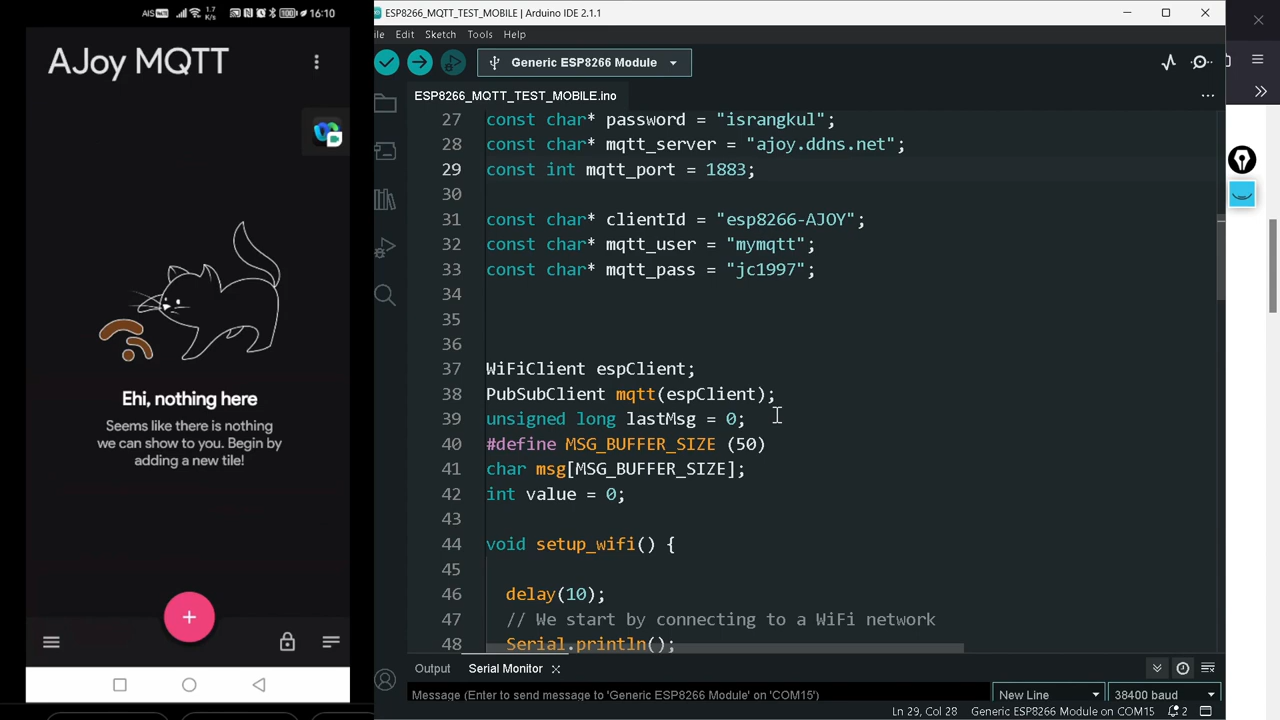 AIS 1.7 K/s 100 16:10
AJoy MQTT
Ehi, nothing here
Seems like there is nothing
we can show to you. Begin by
adding a new tile!
ESP8266_MQTT_TEST_MOBILE | Arduino IDE 2.1.1
ile Edit Sketch Tools Help
Generic ESP8266 Module
ESP8266_MQTT_TEST_MOBILE.ino
27 const char* password = "israngkul";
28 const char* mqtt_server = "ajoy.ddns.net";
29 const int mqtt_port = 1883;
30
31 const char* clientId = "esp8266-AJOY";
32 const char* mqtt_user = "mymqtt";
33 const char* mqtt_pass = "jc1997";
34
35
36
37 WiFiClient espClient;
38 PubSubClient mqtt(espClient);
39 unsigned long lastMsg = 0;
40 #define MSG_BUFFER_SIZE (50)
41 char msg[MSG_BUFFER_SIZE];
42 int value = 0;
43
44 void setup_wifi() {
45
46 delay(10);
47 // We start by connecting to a WiFi network
48 Serial.println();
Output Serial Monitor
Message (Enter to send message to 'Generic ESP8266 Module' on 'COM15') New Line 38400 baud
Ln 29, Col 28 Generic ESP8266 Module on COM15 2